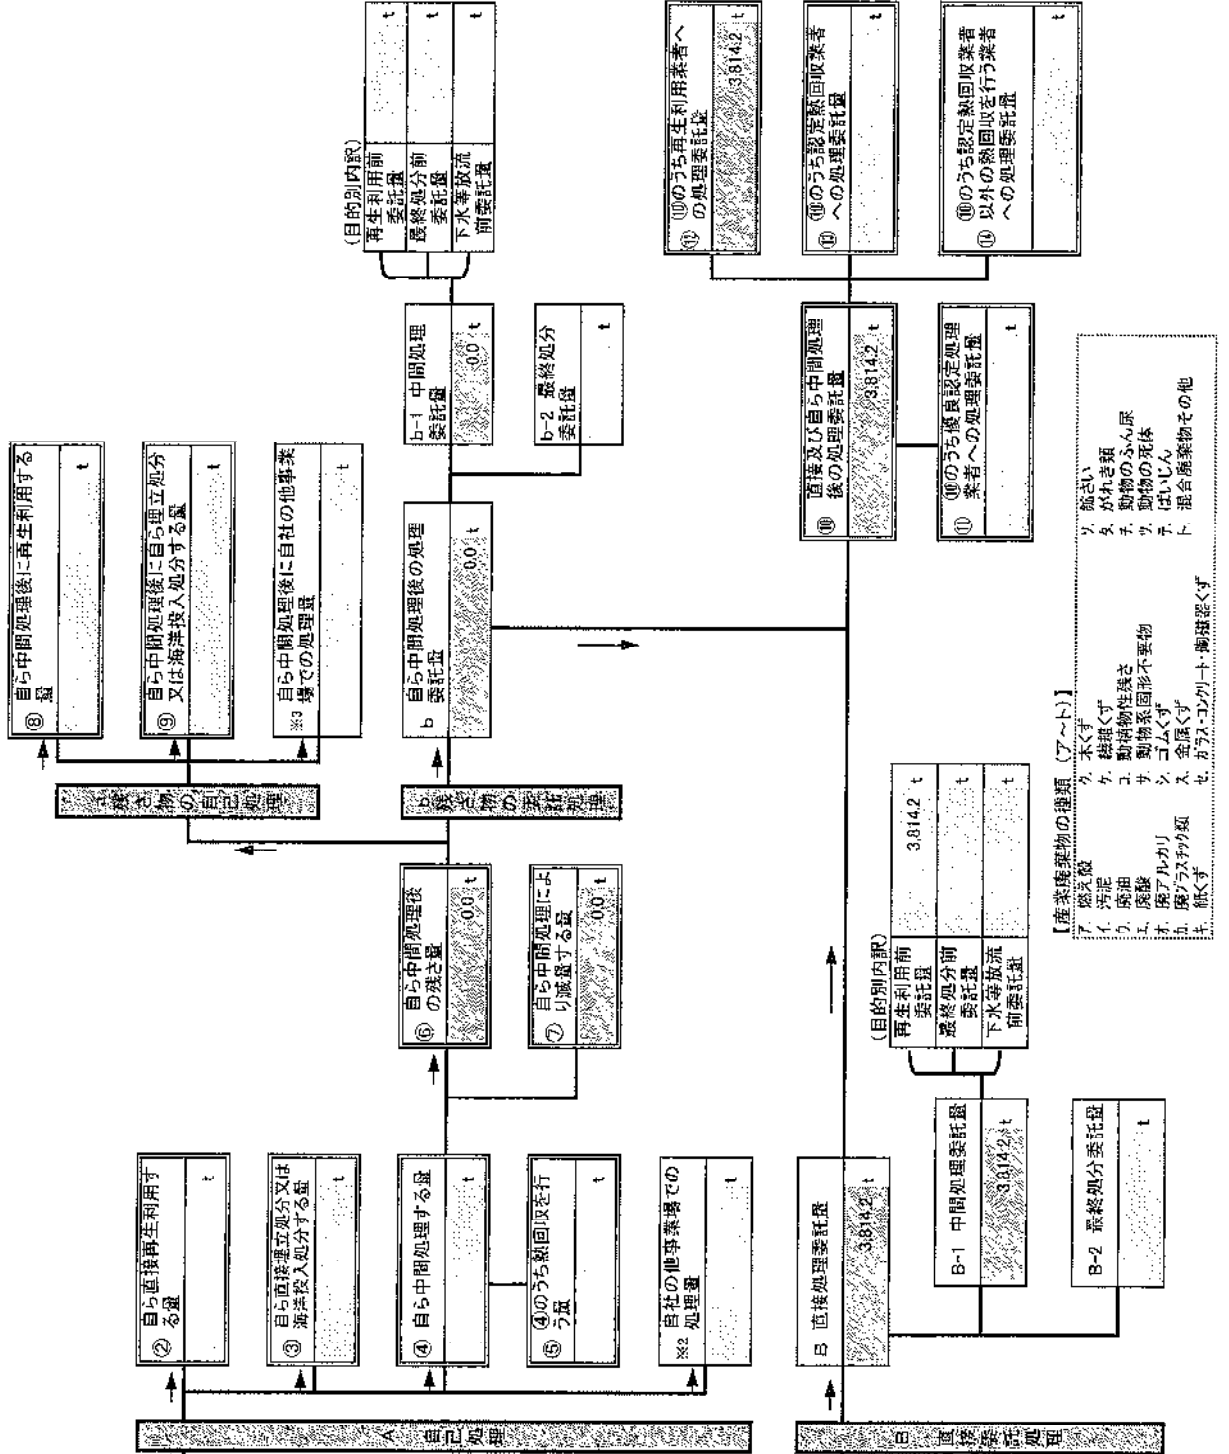 A 自己処理
② 自ら直接再生利用す
る量
t
③ 自ら直接埋立処分又は
海洋投入処分する量
t
④ 自ら中間処理する量
t
⑤ ④のうち熱回収を行
う量
t
※2 自社の他事業場での
処理量
t
⑥ 自ら中間処理後
の残さ量
0.0 t
⑦ 自ら中間処理によ
り減量する量
0.0 t
a 残さ物の自己処理
⑧ 自ら中間処理後に再生利用する
量
t
⑨ 自ら中間処理後に自ら埋立処分
又は海洋投入処分する量
t
※3 自ら中間処理後に自社の他事業
場での処理量
t
b 残さ物の委託処理
b 自ら中間処理後の処理
委託量
0.0 t
b-1 中間処理
委託量
0.0 t
b-2 最終処分
委託量
t
(目的別内訳)
再生利用前
委託量
t
最終処分前
委託量
t
下水等放流
前委託量
t
B 直接委託処理
B 直接処理委託量
3,814.2 t
B-1 中間処理委託量
3,814.2 t
B-2 最終処分委託量
t
(目的別内訳)
再生利用前
委託量
3,814.2
最終処分前
委託量
下水等放流
前委託量
⑩ 直接及び自ら中間処理
後の処理委託量
3,814.2 t
⑪ ⑩のうち優良認定処理
業者への処理委託量
t
⑫ ⑩のうち再生利用業者へ
の処理委託量
3,814.2 t
⑬ ⑩のうち認定熱回収業者
への処理委託量
t
⑭ ⑩のうち認定熱回収業者
以外の熱回収を行う業者
への処理委託量
t
【産業廃棄物の種類(ア~ト)】
ア. 燃え殻
イ. 汚泥
ウ. 廃油
エ. 廃酸
オ. 廃アルカリ
カ. 廃プラスチック類
キ. 紙くず
ク. 木くず
ケ. 繊維くず
コ. 動植物性残さ
サ. 動物系固形不要物
シ. ゴムくず
ス. 金属くず
セ. ガラス・コンクリート・陶磁器くず
ソ. 鉱さい
タ. がれき類
チ. 動物のふん尿
ツ. 動物の死体
テ. ばいじん
ト. 混合廃棄物その他